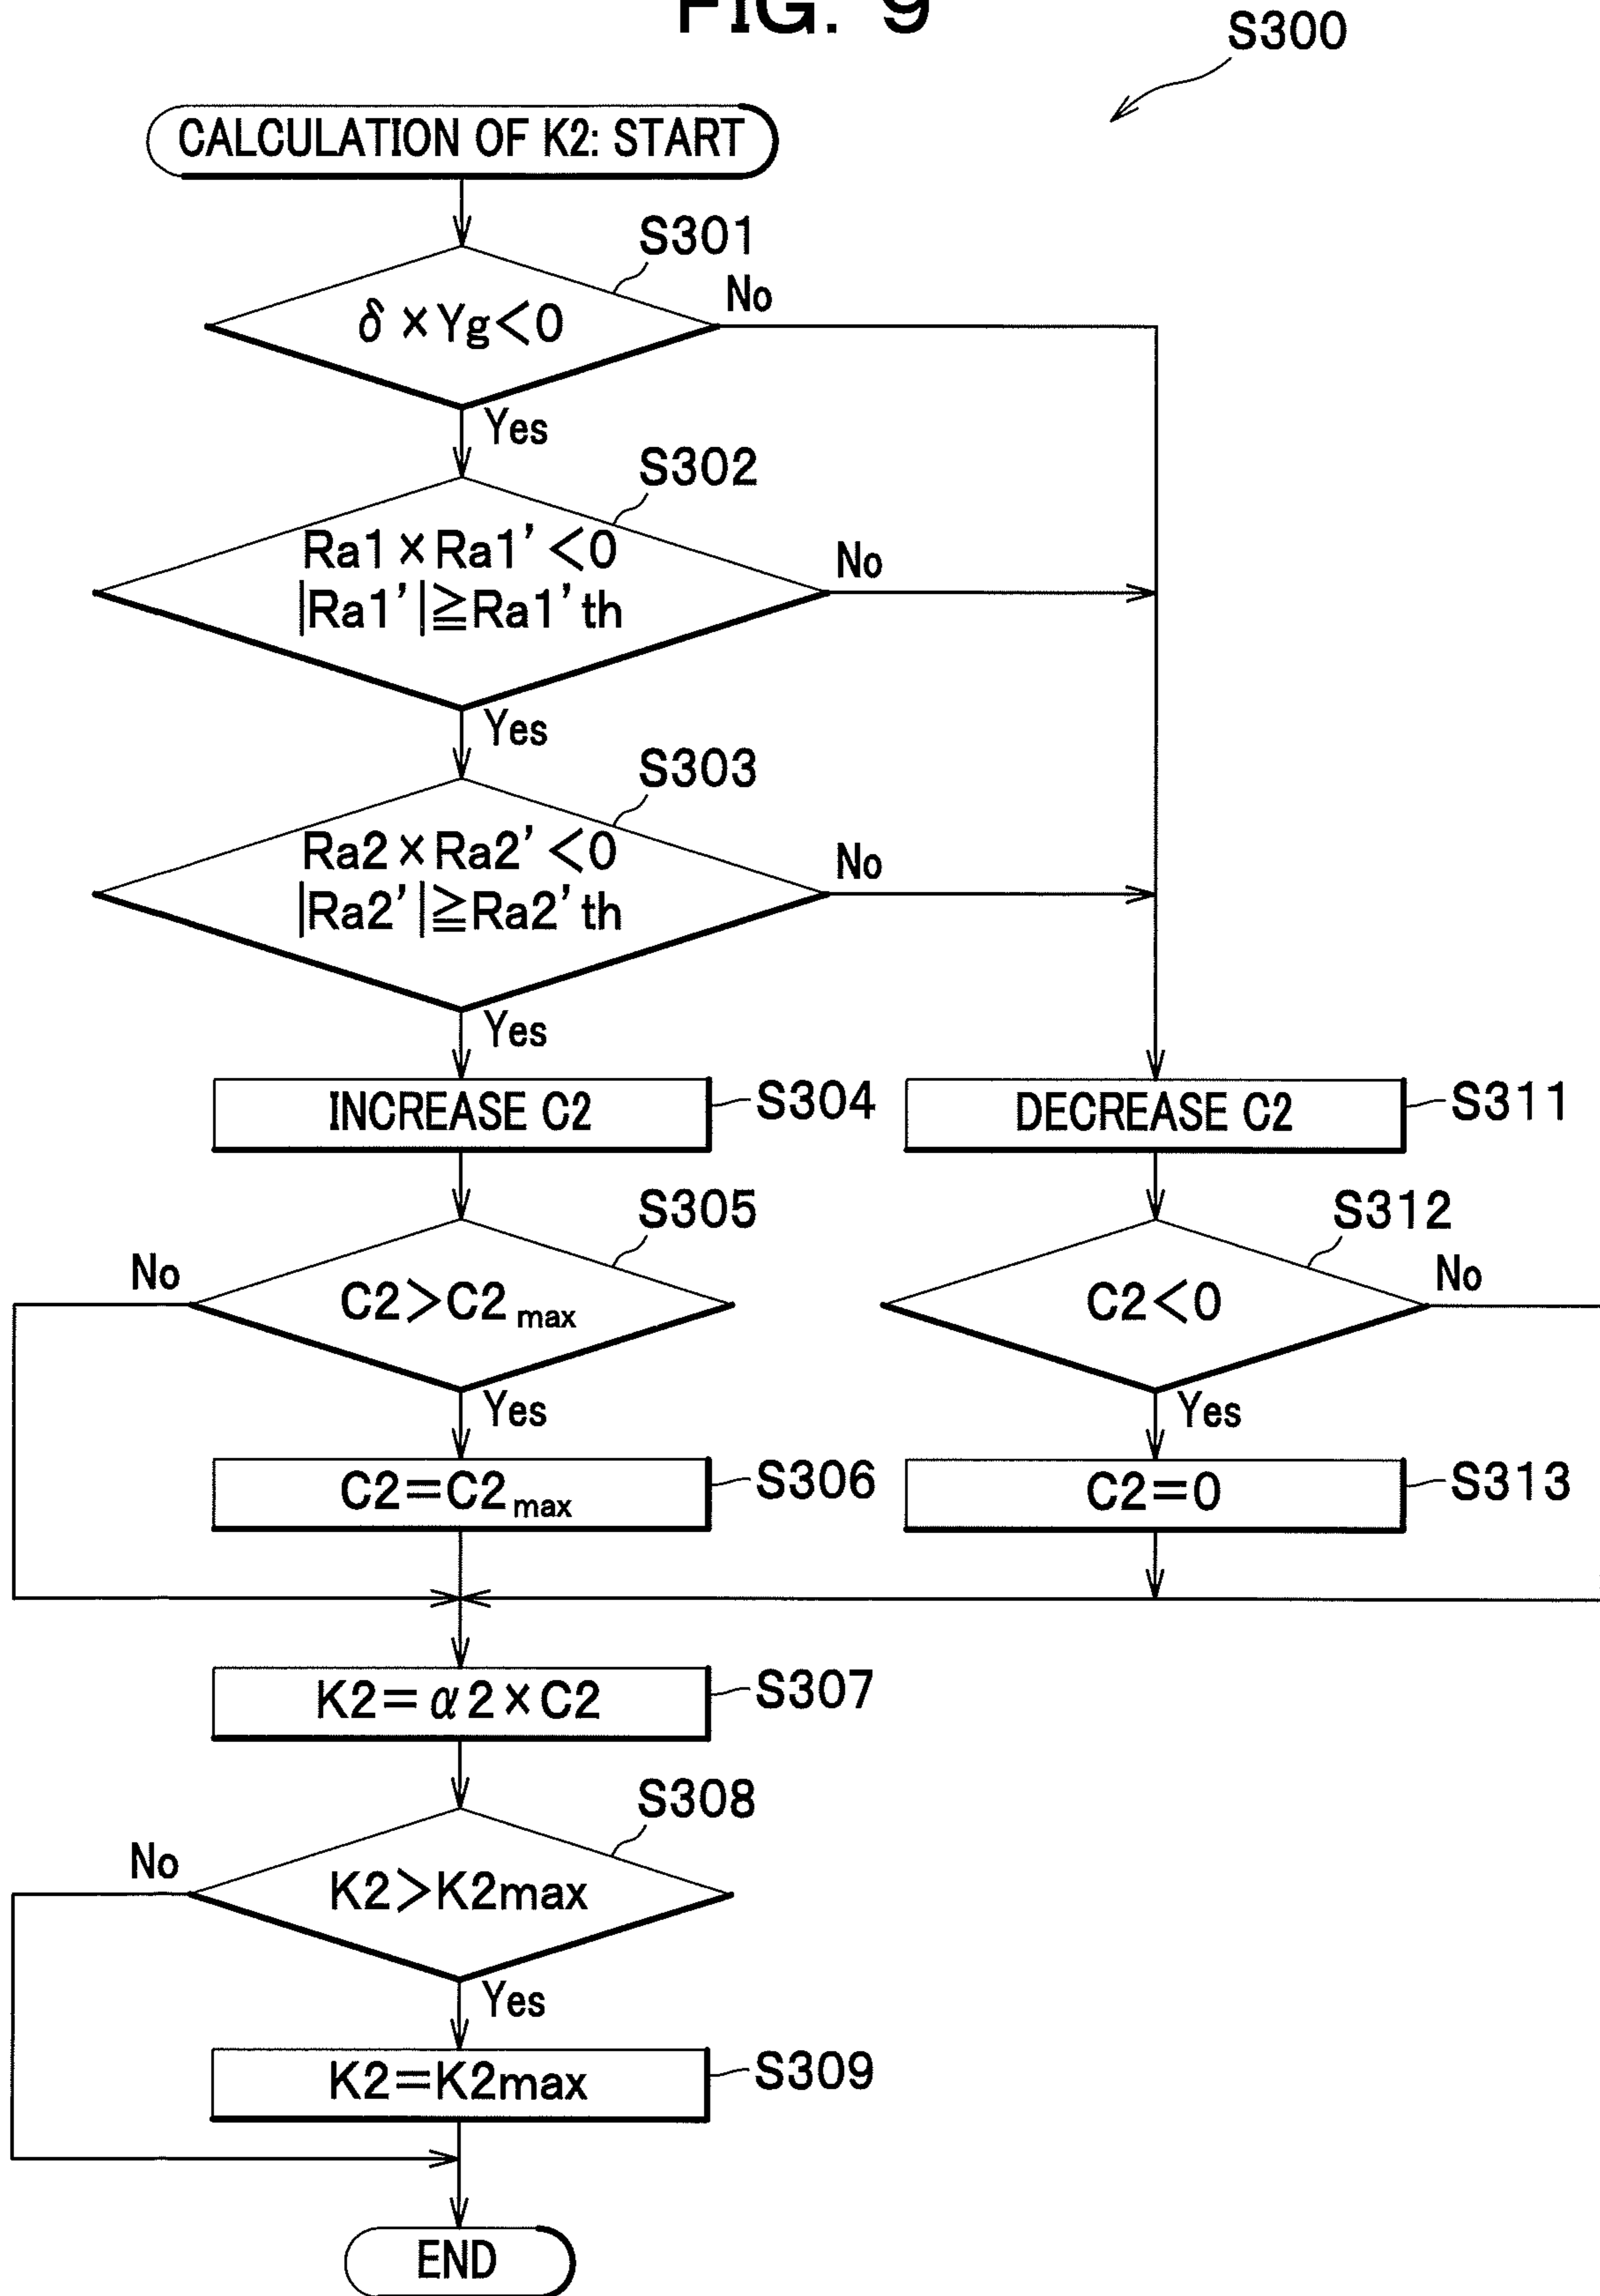 FIG. 9
S300
CALCULATION OF K2: START
S301
δ×Yg<0
No
Yes
S302
Ra1×Ra1'<0
|Ra1'|≧Ra1'th
No
Yes
S303
Ra2×Ra2'<0
|Ra2'|≧Ra2'th
No
Yes
INCREASE C2
S304
DECREASE C2
S311
S305
C2>C2max
No
Yes
S312
C2<0
No
Yes
C2=C2max
S306
C2=0
S313
K2=α2×C2
S307
S308
K2>K2max
No
Yes
K2=K2max
S309
END